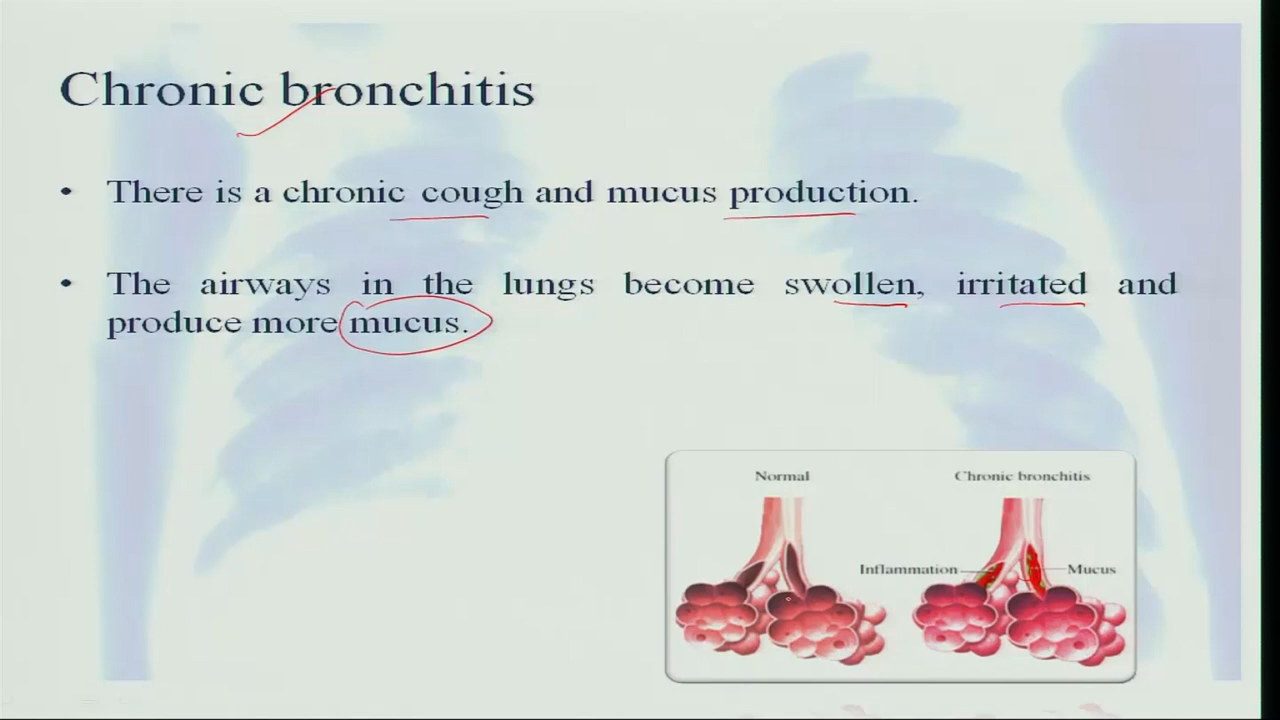 Chronic bronchitis
• There is a chronic cough and mucus production.
• The airways in the lungs become swollen, irritated and
produce more mucus.
Normal
Chronic bronchitis
Inflammation
Mucus